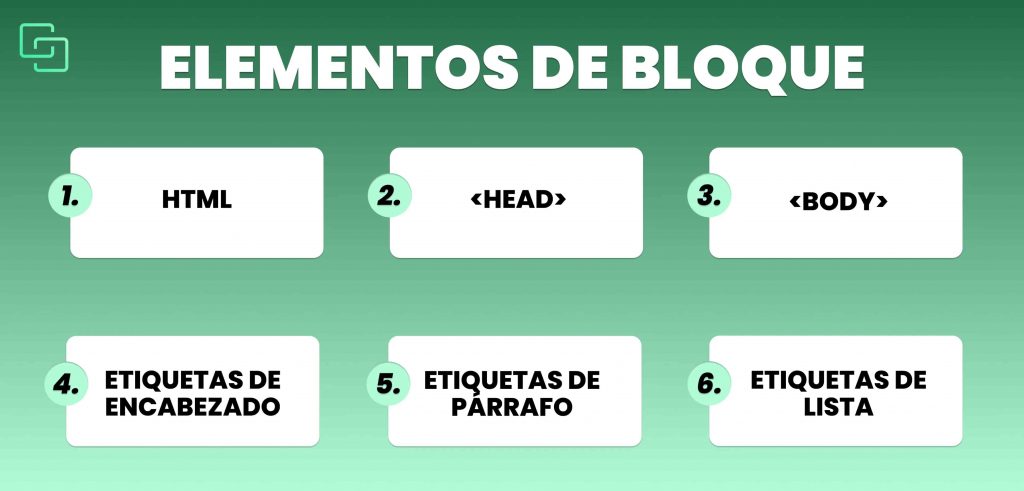 ELEMENTOS DE BLOQUE
1.
HTML
2.
<HEAD>
3.
<BODY>
4.
ETIQUETAS DE
ENCABEZADO
5.
ETIQUETAS DE
PÁRRAFO
6.
ETIQUETAS DE
LISTA